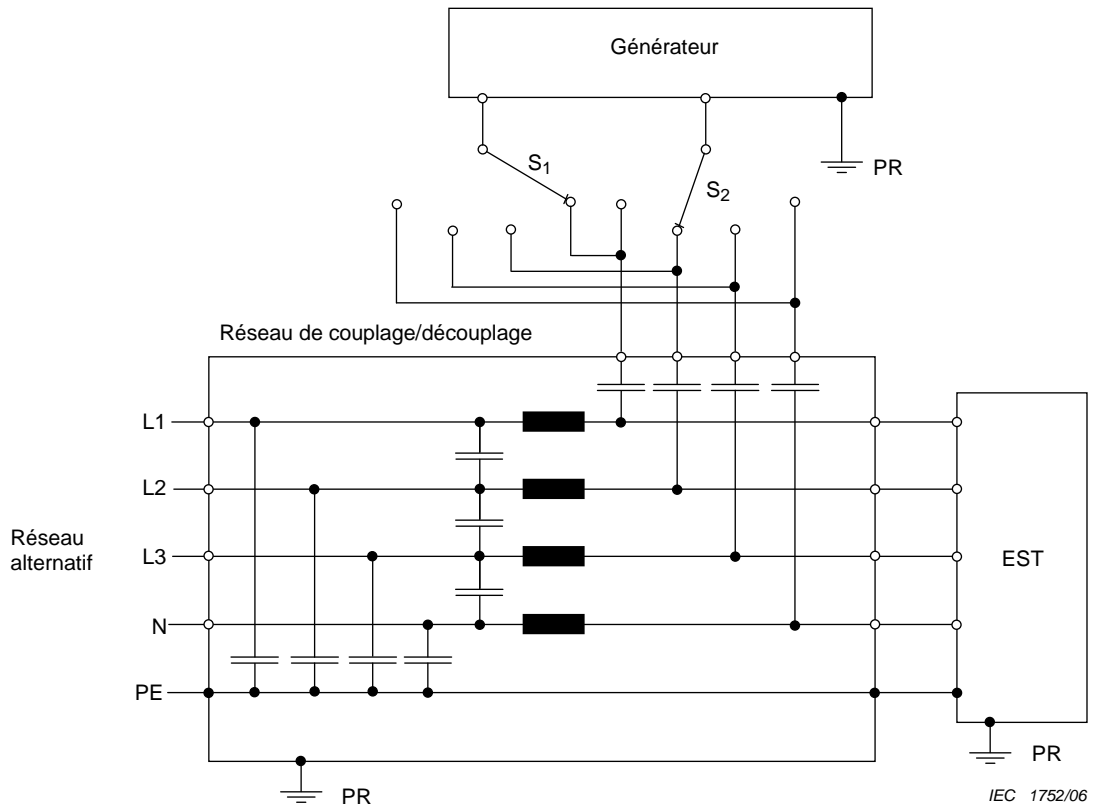 Générateur
S1
S2
PR
Réseau de couplage/découplage
L1
L2
L3
N
PE
Réseau
alternatif
EST
PR
PR
IEC 1752/06